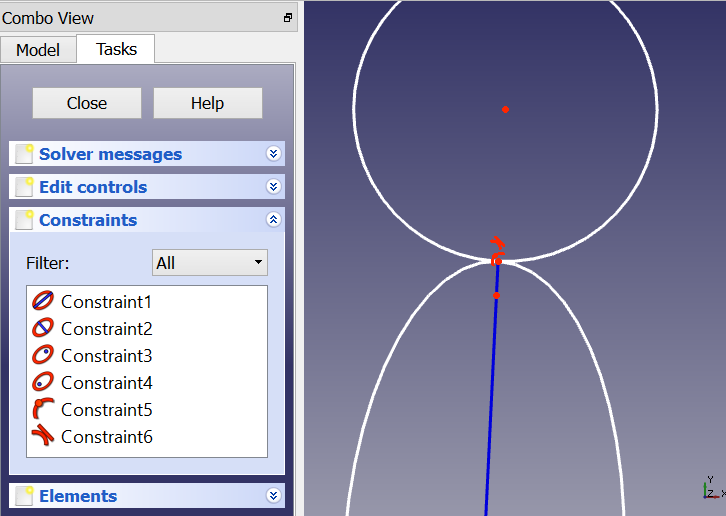 Combo View
Model
Tasks
Close
Help
Solver messages
Edit controls
Constraints
Filter:
All
Constraint1
Constraint2
Constraint3
Constraint4
Constraint5
Constraint6
Elements
Y
Z
X